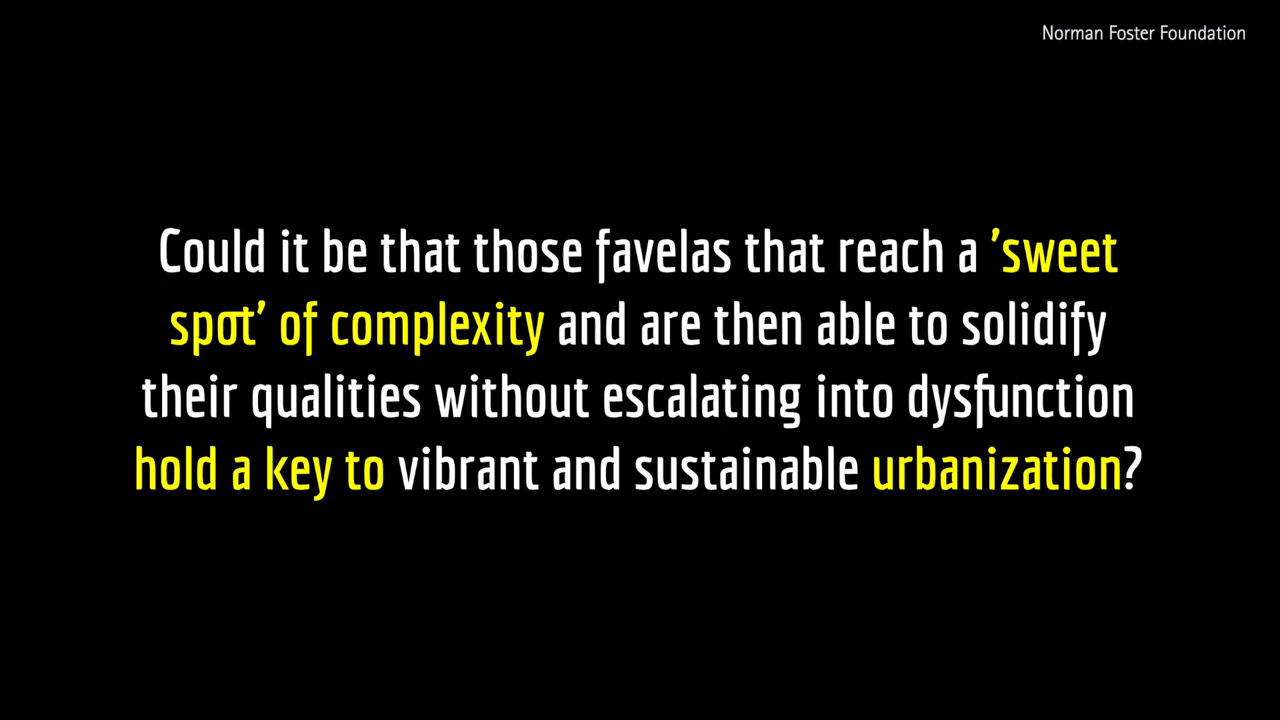 Norman Foster Foundation
Could it be that those favelas that reach a 'sweet
spot' of complexity and are then able to solidify
their qualities without escalating into dysfunction
hold a key to vibrant and sustainable urbanization?